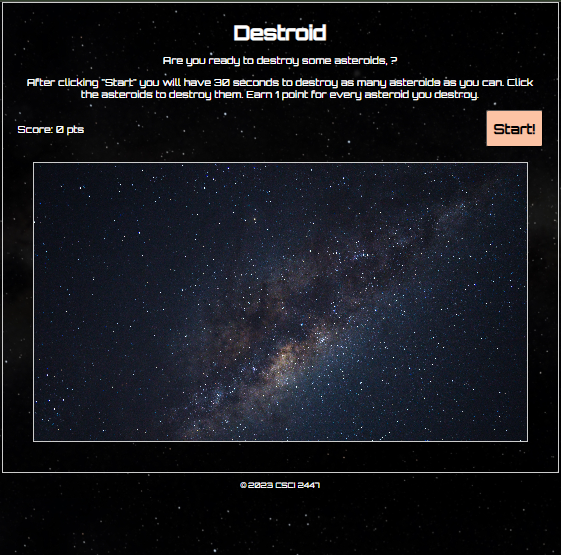 Destroid
Are you ready to destroy some asteroids, ?
After clicking "Start" you will have 30 seconds to destroy as many asteroids as you can. Click
the asteroids to destroy them. Earn 1 point for every asteroid you destroy.
Score: 0 pts
Start!
© 2023 CSCI 2447